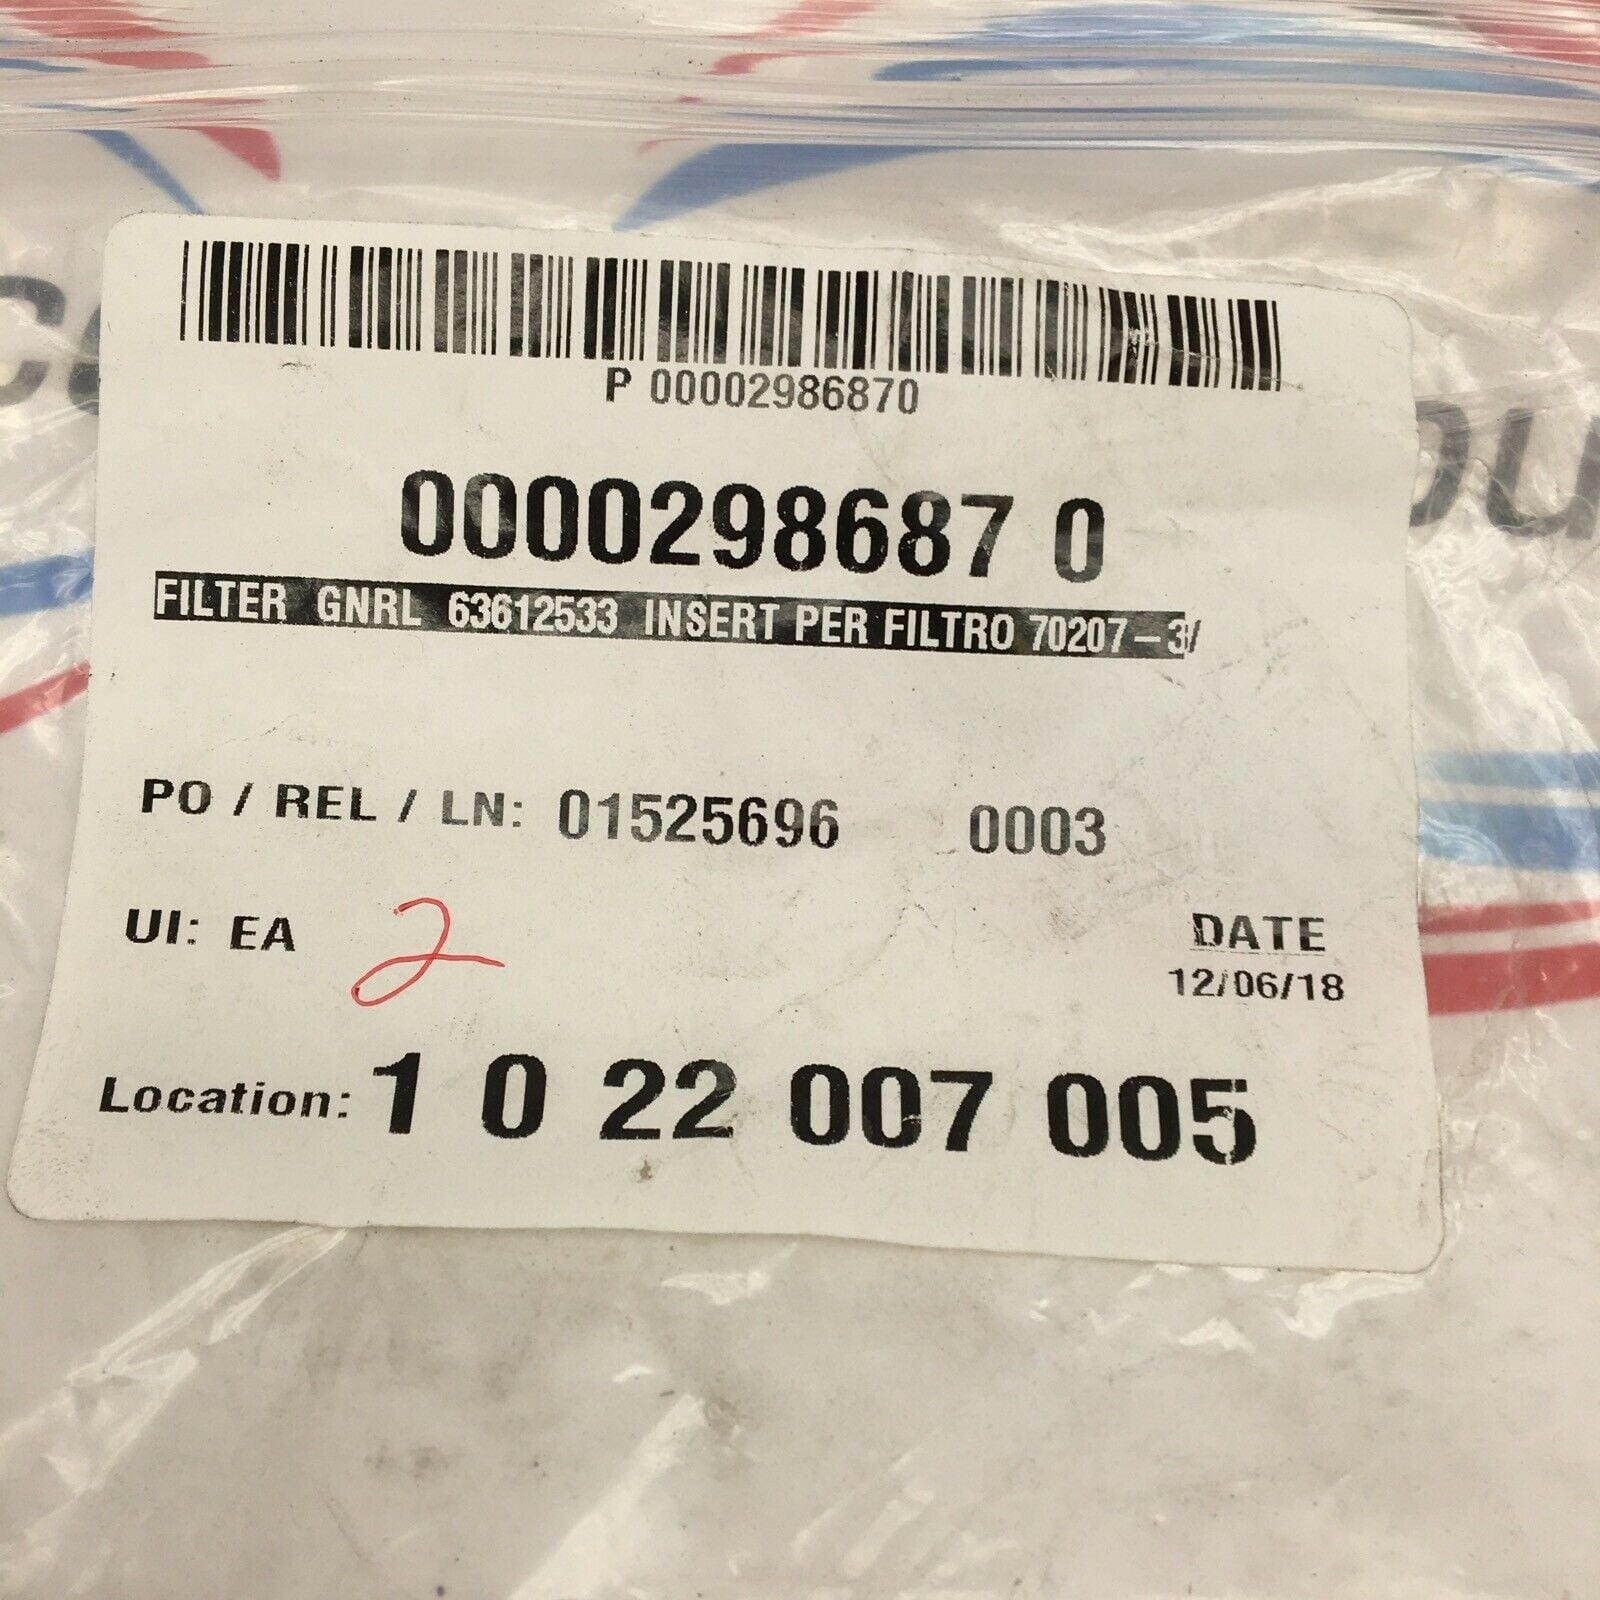 P 00002986870
0000298687 0
FILTER GNRL 63612533 INSERT PER FILTRO 70207-3/
PO / REL / LN: 01525696 0003
UI: EA 2
DATE
12/06/18
Location: 1 0 22 007 005